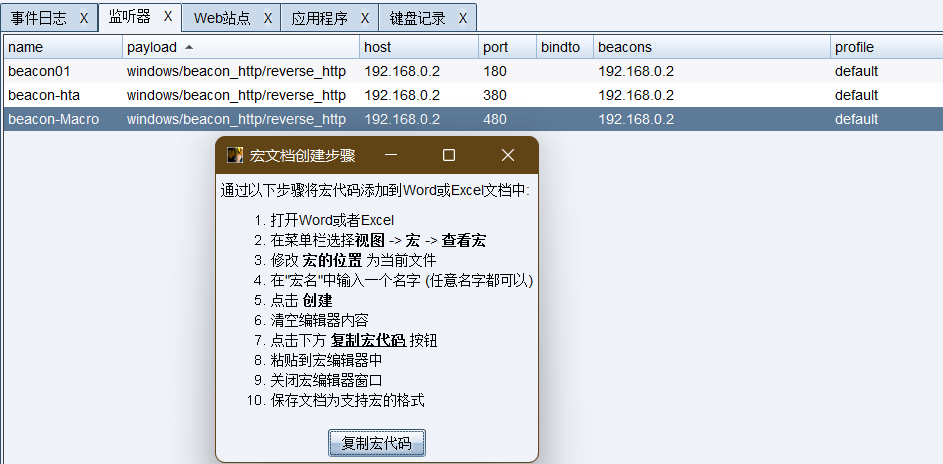 事件日志 X 监听器 X Web站点 X 应用程序 X 键盘记录 X
name payload host port bindto beacons profile
beacon01 windows/beacon_http/reverse_http 192.168.0.2 180 192.168.0.2 default
beacon-hta windows/beacon_http/reverse_http 192.168.0.2 380 192.168.0.2 default
beacon-Macro windows/beacon_http/reverse_http 192.168.0.2 480 192.168.0.2 default
宏文档创建步骤
通过以下步骤将宏代码添加到Word或Excel文档中:
1. 打开Word或者Excel
2. 在菜单栏选择视图 -> 宏 -> 查看宏
3. 修改 宏的位置 为当前文件
4. 在"宏名"中输入一个名字 (任意名字都可以)
5. 点击 创建
6. 清空编辑器内容
7. 点击下方 复制宏代码 按钮
8. 粘贴到宏编辑器中
9. 关闭宏编辑器窗口
10. 保存文档为支持宏的格式
复制宏代码